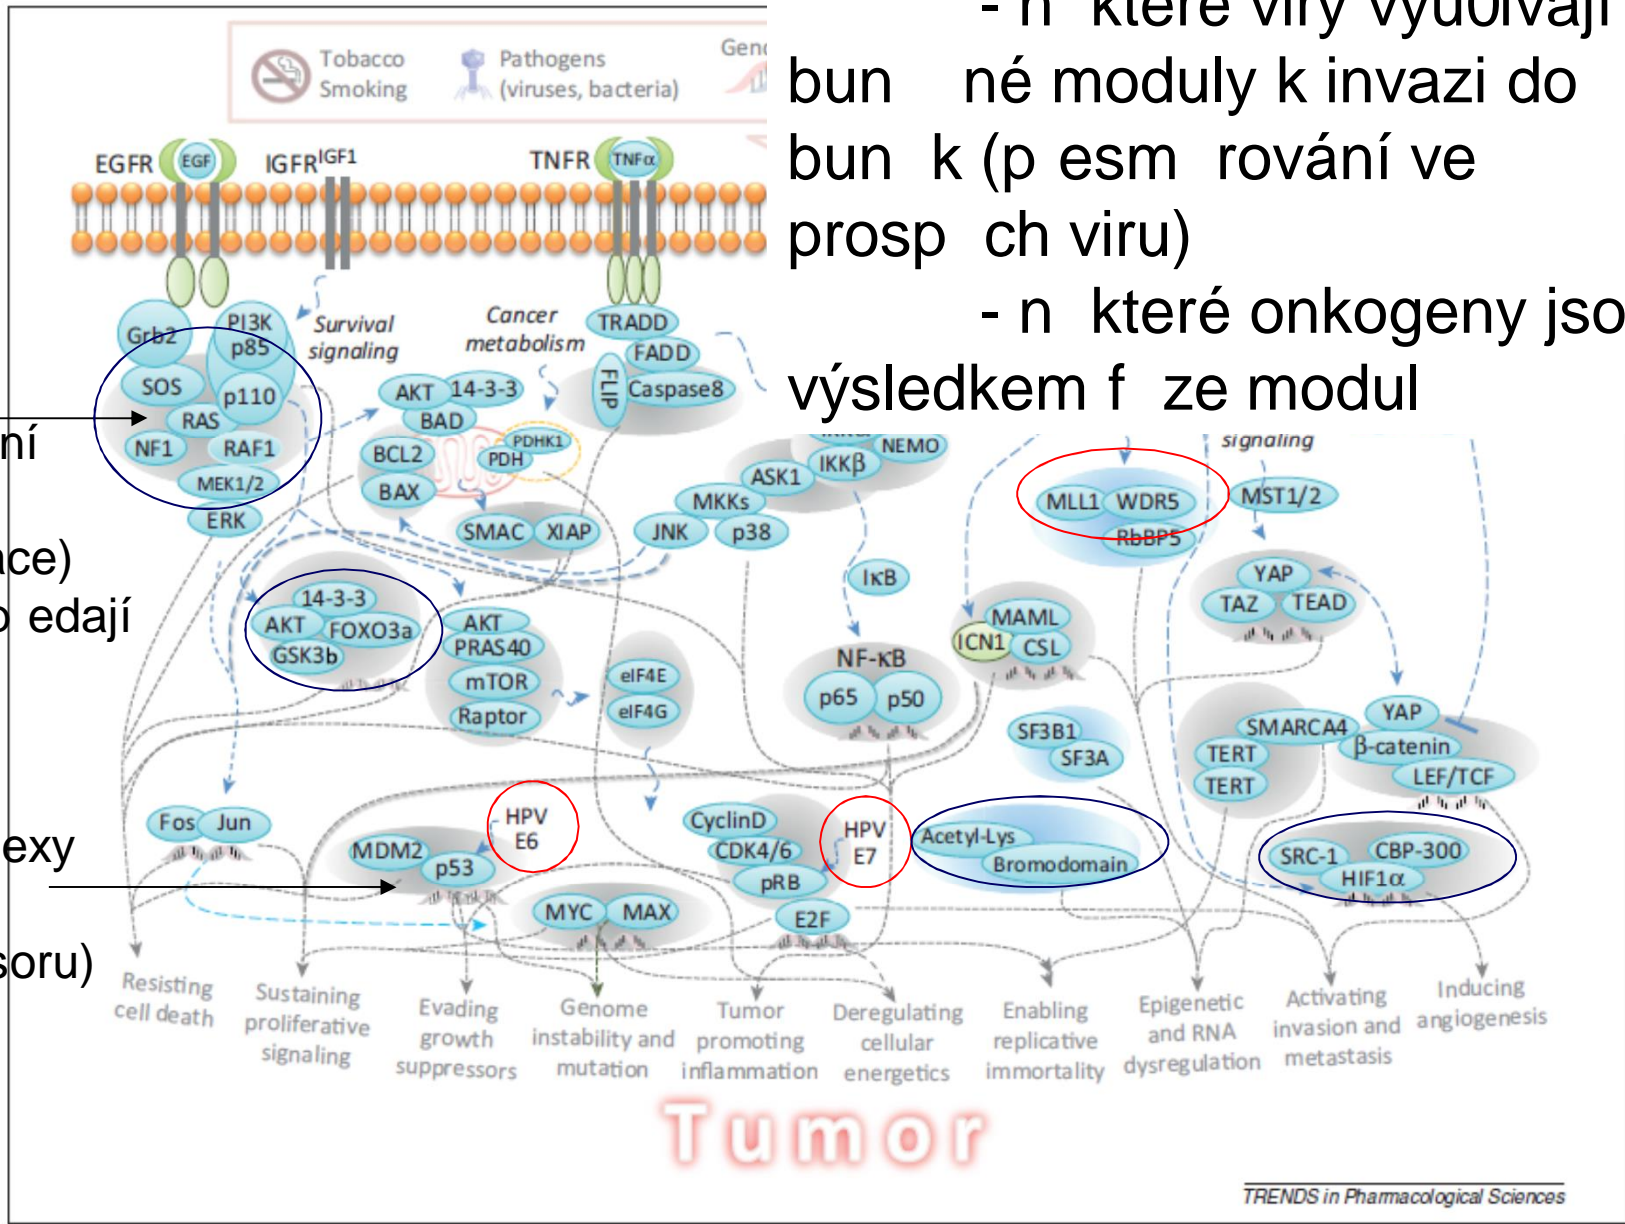 - n které viry vyuOívají
bun né moduly k invazi do
bun k (p esm rování ve
prosp ch viru)
- n které onkogeny jso
výsledkem f ze modul
Tobacco
Smoking
Pathogens
(viruses, bacteria)
Geno
EGFR
EGF
IGFR
IGF1
TNFR
TNFα
Grb2
PI3K
p85
p110
SOS
RAS
NF1
RAF1
MEK1/2
ERK
Survival
signaling
Cancer
metabolism
AKT
14-3-3
BAD
BCL2
BAX
PDHK1
PDH
SMAC
XIAP
TRADD
FADD
FLIP
Caspase8
NEMO
IKKβ
ASK1
MKKs
JNK
p38
IκB
signaling
MLL1
WDR5
RbBP5
MST1/2
YAP
TAZ
TEAD
ní
ace)
edají
exy
soru)
14-3-3
AKT
FOXO3a
GSK3b
AKT
PRAS40
mTOR
Raptor
eIF4E
eIF4G
NF-κB
p65
p50
MAML
ICN1
CSL
SF3B1
SF3A
TERT
TERT
SMARCA4
YAP
β-catenin
LEF/TCF
Fos
Jun
MDM2
p53
HPV
E6
CyclinD
CDK4/6
pRB
E2F
HPV
E7
Acetyl-Lys
Bromodomain
SRC-1
CBP-300
HIF1α
MYC
MAX
Resisting
cell death
Sustaining
proliferative
signaling
Evading
growth
suppressors
Genome
instability and
mutation
Tumor
promoting
inflammation
Deregulating
cellular
energetics
Enabling
replicative
immortality
Epigenetic
and RNA
dysregulation
Activating
invasion and
metastasis
Inducing
angiogenesis
Tumor
TRENDS in Pharmacological Sciences